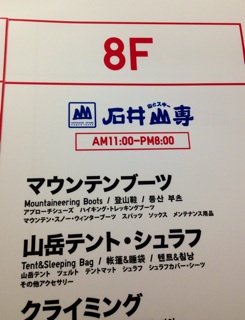 8F
石井山専
山とスキー
AM11:00-PM8:00
マウンテンブーツ
Mountaineering Boots / 登山鞋 / 등산 부츠
アプローチシューズ ハイキング・トレッキングブーツ
マウンテン・スノー・ウィンターブーツ スパッツ ソックス メンテナンス用品
山岳テント・シュラフ
Tent&Sleeping Bag / 帐篷&睡袋 / 텐트&침낭
山岳テント ツェルト テントマット シュラフ シュラフカバー・シーツ
その他アクセサリー
クライミング